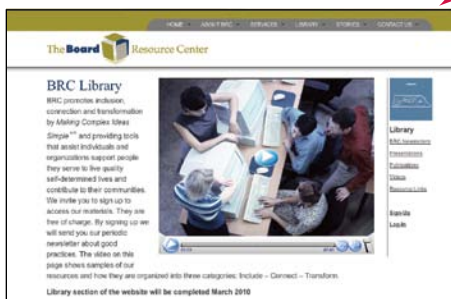 HOME ABOUT BRC SERVICES LIBRARY STORIES CONTACT US
The Board Resource Center
BRC Library
BRC promotes inclusion,
connection and transformation
by Making Complex Ideas
Simple and providing tools
that assist individuals and
organizations support people
they serve to live quality
self-determined lives and
contribute to their communities.
We invite you to sign up to
access our materials. They are
free of charge. By signing up we
will send you our periodic
newsletter about good
practices. The video on this
page shows samples of our
resources and how they are organized into three categories: Include – Connect – Transform.
Library section of the website will be completed March 2010
Library
BRC Newsletters
Presentations
Publications
Videos
Resource Links
Sign Up
Log In